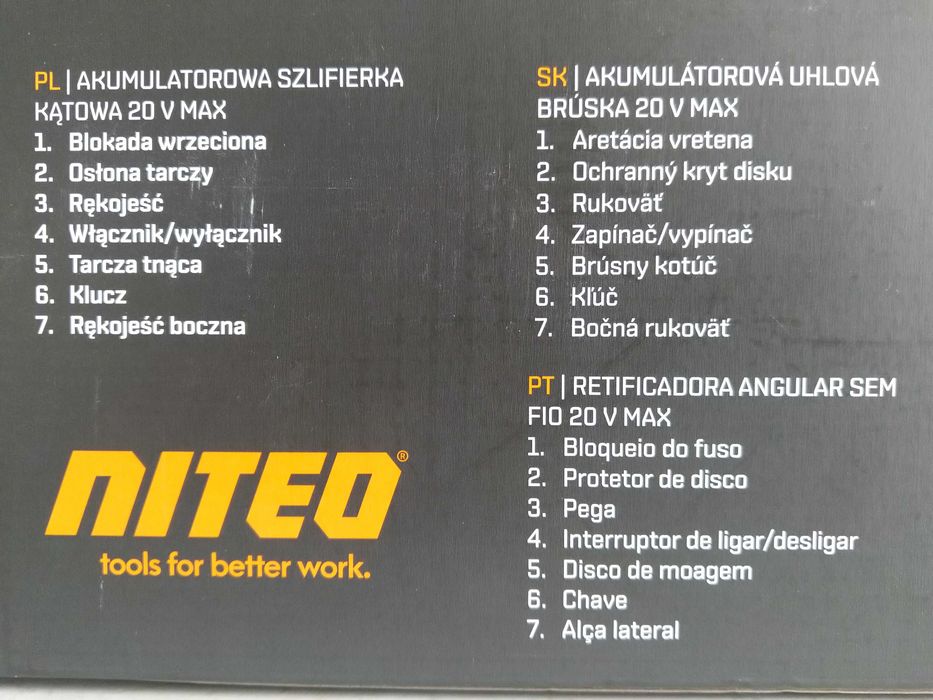 PL | AKUMULATOROWA SZLIFIERKA
KĄTOWA 20 V MAX
1. Blokada wrzeciona
2. Osłona tarczy
3. Rękojeść
4. Włącznik/wyłącznik
5. Tarcza tnąca
6. Klucz
7. Rękojeść boczna
NITEO®
tools for better work.
SK | AKUMULÁTOROVÁ UHLOVÁ
BRÚSKA 20 V MAX
1. Aretácia vretena
2. Ochranný kryt disku
3. Rukoväť
4. Zapínač/vypínač
5. Brúsny kotúč
6. Kľúč
7. Bočná rukoväť
PT | RETIFICADORA ANGULAR SEM
FIO 20 V MAX
1. Bloqueio do fuso
2. Protetor de disco
3. Pega
4. Interruptor de ligar/desligar
5. Disco de moagem
6. Chave
7. Alça lateral